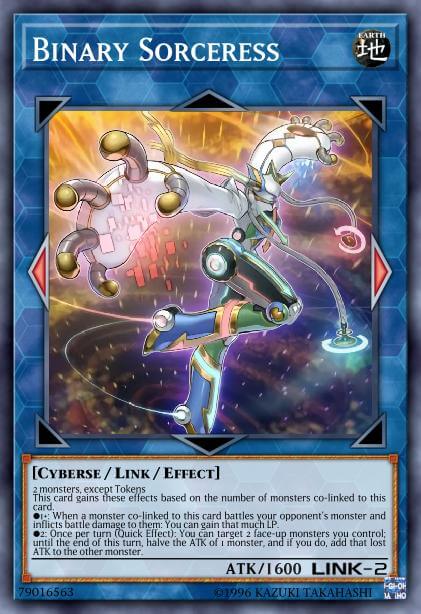 BINARY SORCERESS
EARTH
地
[CYBERSE / LINK / EFFECT]
2 monsters, except Tokens
This card gains these effects based on the number of monsters co-linked to this
card.
●1+: When a monster co-linked to this card battles your opponent's monster and
inflicts battle damage to them: You can gain that much LP.
●2: Once per turn (Quick Effect): You can target 2 face-up monsters you control;
until the end of this turn, halve the ATK of 1 monster, and if you do, add that lost
ATK to the other monster.
ATK/1600 LINK-2
79016563 ©1996 KAZUKI TAKAHASHI